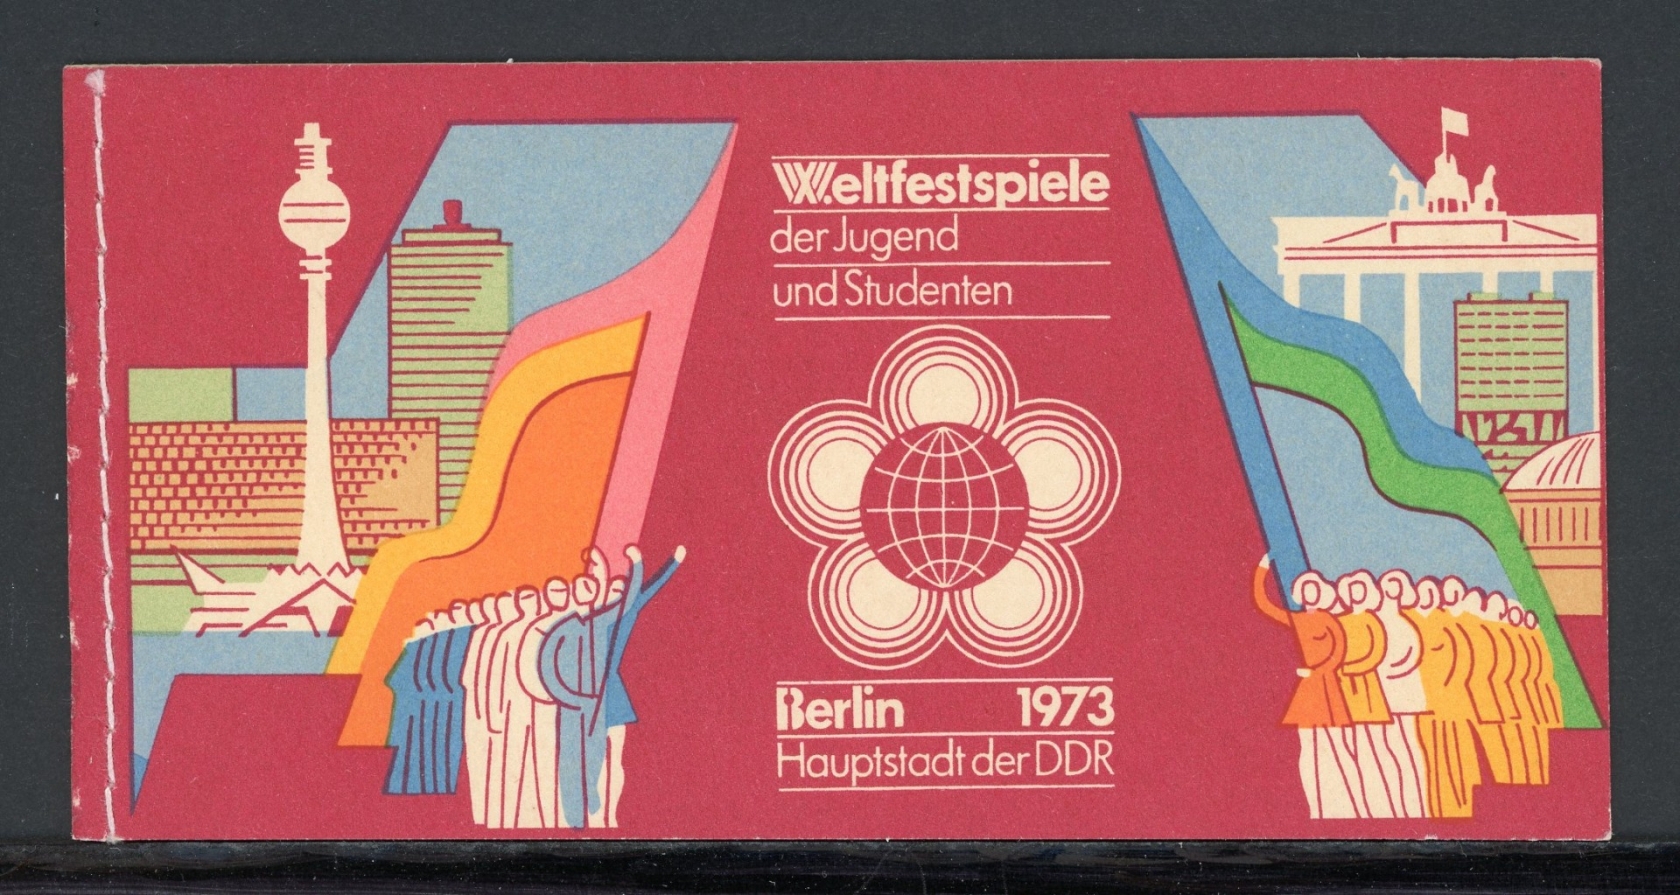 X. Weltfestspiele
der Jugend
und Studenten
Berlin 1973
Hauptstadt der DDR